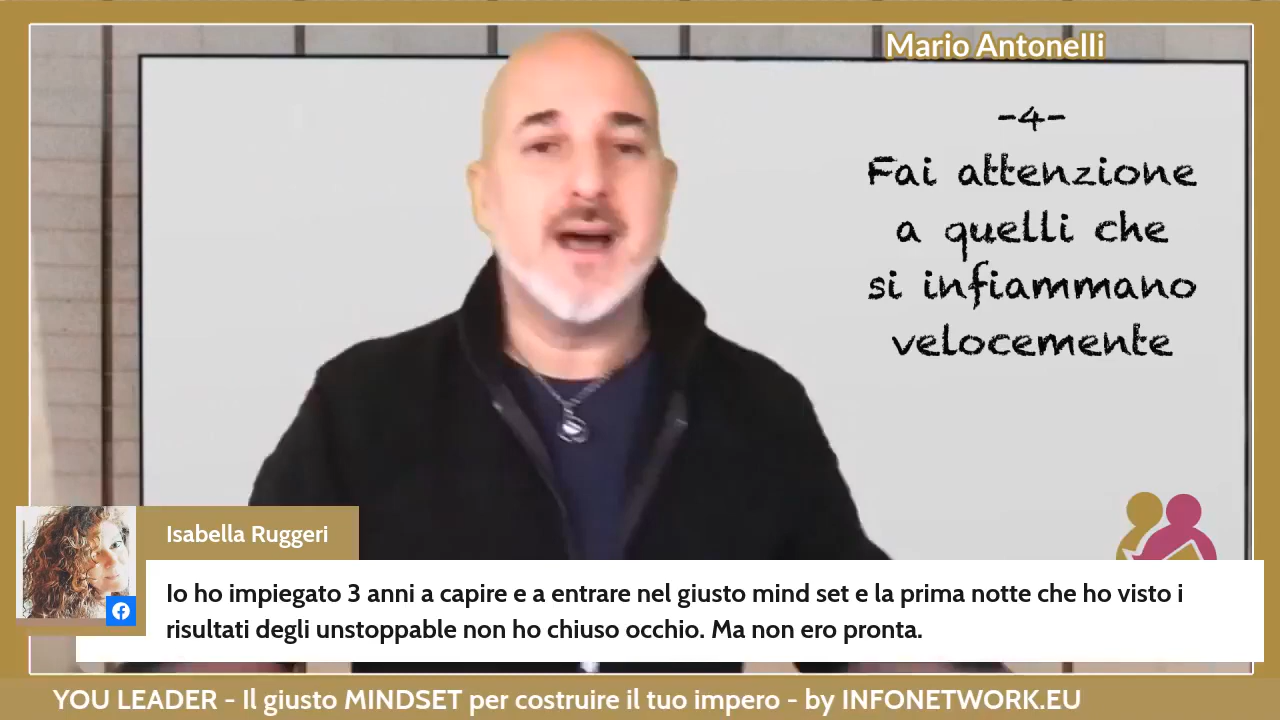 Mario Antonelli
-4-
Fai attenzione
a quelli che
si infiammano
velocemente
Isabella Ruggeri
Io ho impiegato 3 anni a capire e a entrare nel giusto mind set e la prima notte che ho visto i
risultati degli unstoppable non ho chiuso occhio. Ma non ero pronta.
YOU LEADER - Il giusto MINDSET per costruire il tuo impero - by INFONETWORK.EU